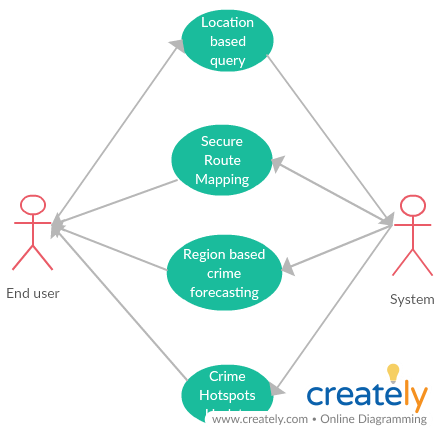 Location
based
query
Secure
Route
Mapping
Region based
crime
forecasting
End user
System
Crime
Hotspots
creately
www.creately.com • Online Diagramming